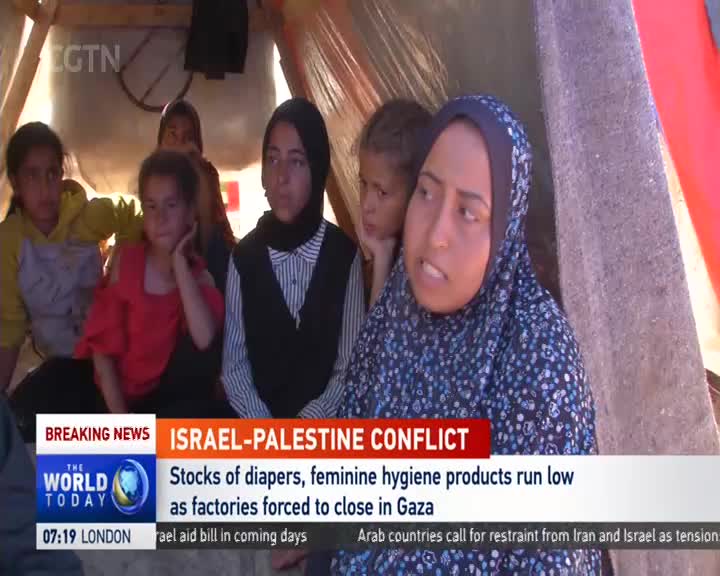 CGTN
BREAKING NEWS
ISRAEL-PALESTINE CONFLICT
THE
WORLD
TODAY
Stocks of diapers, feminine hygiene products run low
as factories forced to close in Gaza
07:19 LONDON
rael aid bill in coming days Arab countries call for restraint from Iran and Israel as tension